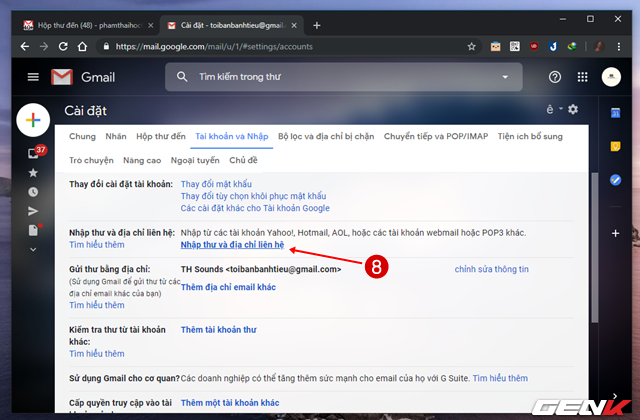 Hộp thư đến (48) - phamthaihoc
Cài đặt - toibanbanhtieu@gmail.c
https://mail.google.com/mail/u/1/#settings/accounts
Gmail
Tìm kiếm trong thư
37
Cài đặt
ê
Chung Nhãn Hộp thư đến Tài khoản và Nhập Bộ lọc và địa chỉ bị chặn Chuyển tiếp và POP/IMAP Tiện ích bổ sung
Trò chuyện Nâng cao Ngoại tuyến Chủ đề
Thay đổi cài đặt tài khoản: Thay đổi mật khẩu
Thay đổi tùy chọn khôi phục mật khẩu
Các cài đặt khác cho Tài khoản Google
Nhập thư và địa chỉ liên hệ: Nhập từ các tài khoản Yahoo!, Hotmail, AOL, hoặc các tài khoản webmail hoặc POP3 khác.
Tìm hiểu thêm Nhập thư và địa chỉ liên hệ
8
Gửi thư bằng địa chỉ: TH Sounds <toibanbanhtieu@gmail.com> chỉnh sửa thông tin
(Sử dụng Gmail để gửi thư từ các
địa chỉ email khác của bạn) Thêm địa chỉ email khác
Tìm hiểu thêm
Kiểm tra thư từ tài khoản Thêm tài khoản thư
khác:
Tìm hiểu thêm
Sử dụng Gmail cho cơ quan? Các doanh nghiệp có thể tăng thêm sức mạnh cho email của họ với G Suite. Tìm hiểu thêm
Cấp quyền truy cập vào tài Thêm một tài khoản khác
GENK